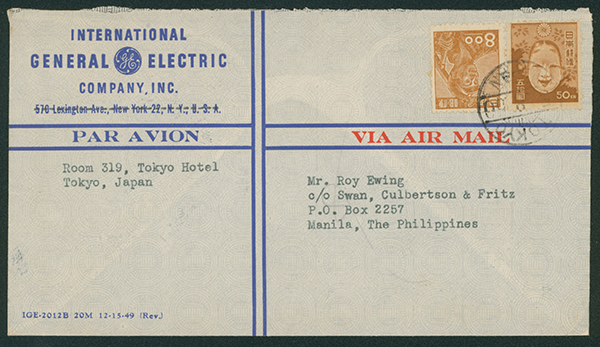 INTERNATIONAL
GENERAL GE ELECTRIC
COMPANY, INC.
570 Lexington Ave., New York 22, N. Y., U. S. A.
PAR AVION
VIA AIR MAIL
Room 319, Tokyo Hotel
Tokyo, Japan
Mr. Roy Ewing
c/o Swan, Culbertson & Fritz
P.O. Box 2257
Manila, The Philippines
IGE-2012B 20M 12-15-49 (Rev.)
8.00
日本郵便
50